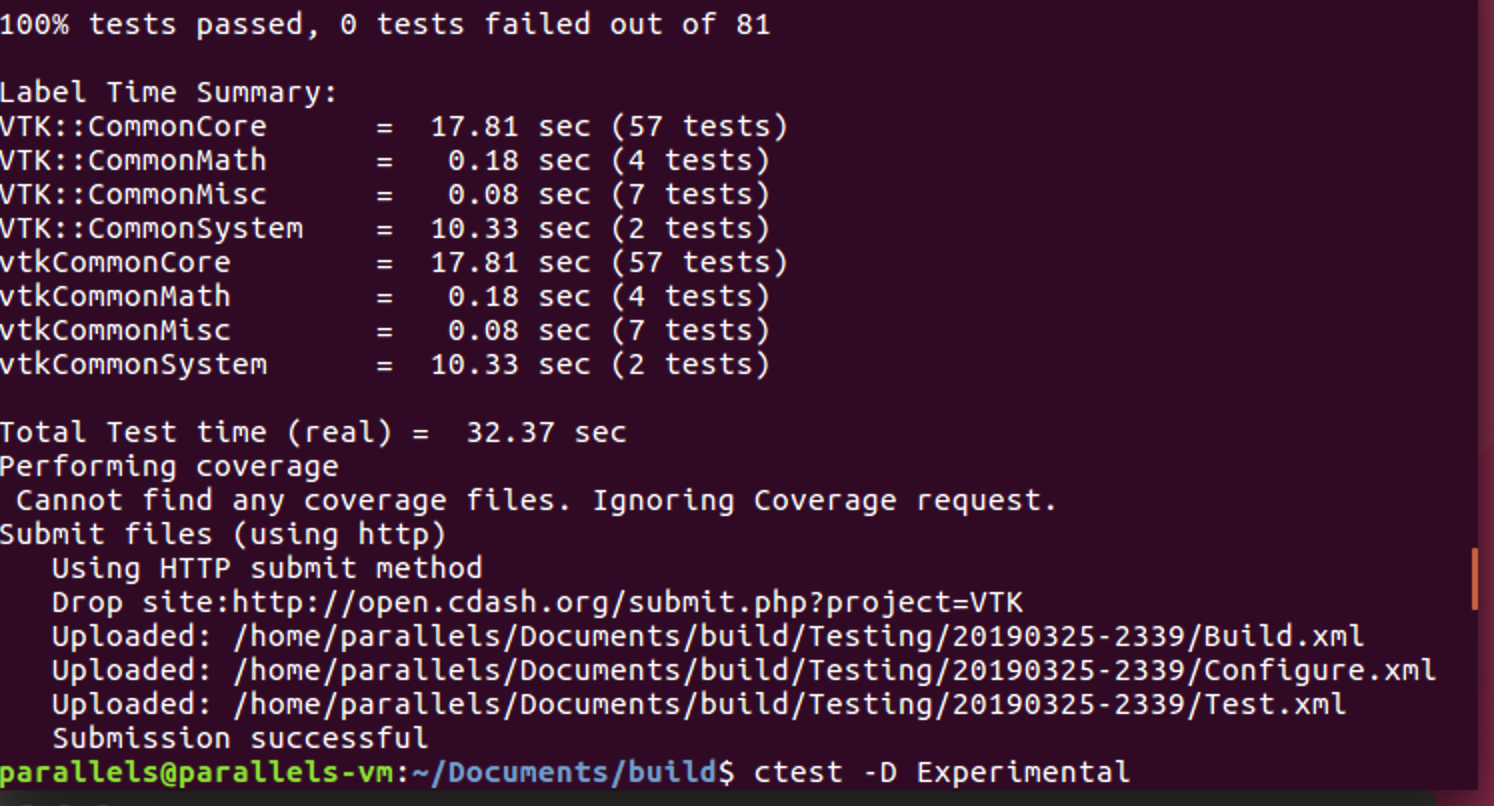 100% tests passed, 0 tests failed out of 81
Label Time Summary:
VTK::CommonCore = 17.81 sec (57 tests)
VTK::CommonMath = 0.18 sec (4 tests)
VTK::CommonMisc = 0.08 sec (7 tests)
VTK::CommonSystem = 10.33 sec (2 tests)
vtkCommonCore = 17.81 sec (57 tests)
vtkCommonMath = 0.18 sec (4 tests)
vtkCommonMisc = 0.08 sec (7 tests)
vtkCommonSystem = 10.33 sec (2 tests)
Total Test time (real) = 32.37 sec
Performing coverage
Cannot find any coverage files. Ignoring Coverage request.
Submit files (using http)
Using HTTP submit method
Drop site:http://open.cdash.org/submit.php?project=VTK
Uploaded: /home/parallels/Documents/build/Testing/20190325-2339/Build.xml
Uploaded: /home/parallels/Documents/build/Testing/20190325-2339/Configure.xml
Uploaded: /home/parallels/Documents/build/Testing/20190325-2339/Test.xml
Submission successful
parallels@parallels-vm:~/Documents/build$ ctest -D Experimental